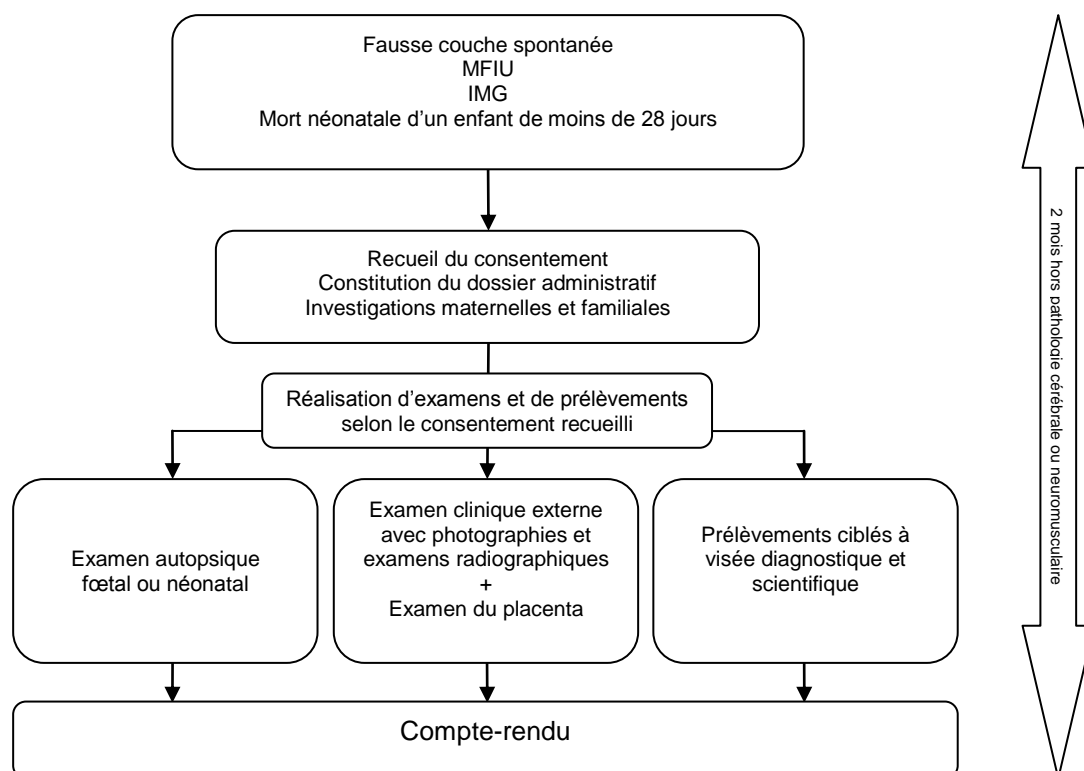 Fausse couche spontanée
MFIU
IMG
Mort néonatale d'un enfant de moins de 28 jours
Recueil du consentement
Constitution du dossier administratif
Investigations maternelles et familiales
Réalisation d'examens et de prélèvements
selon le consentement recueilli
Examen autopsique
fœtal ou néonatal
Examen clinique externe
avec photographies et
examens radiographiques
+
Examen du placenta
Prélèvements ciblés à
visée diagnostique et
scientifique
Compte-rendu
2 mois hors pathologie cérébrale ou neuromusculaire